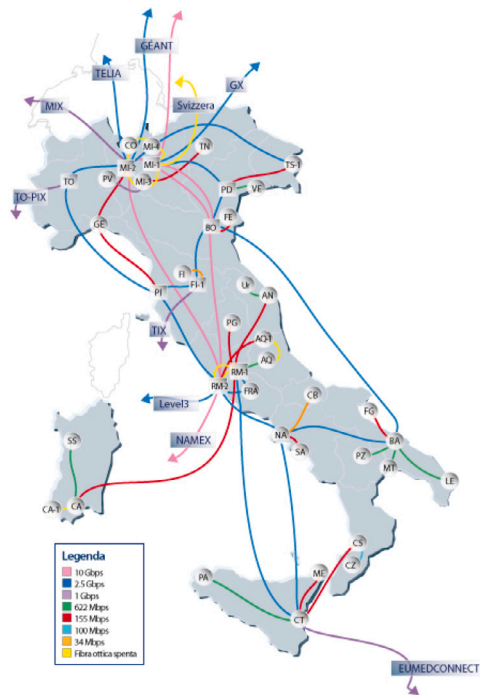 GÉANT
TELIA
GX
MIX
Svizzera
CO
MI-4
TN
MI-2
MI-1
TS-1
TO
PV
MI-3
PD
VE
TO-PIX
GE
FE
BO
FI
PI
FI-1
Ur
AN
TIX
PG
AQ-1
RM-1
AQ
RM-2
FRA
Level3
CB
FG
NAMEX
NA
BA
SS
SA
PZ
MT
LE
CA-1
CA
CS
CZ
PA
ME
CT
EUMEDCONNECT
Legenda
10 Gbps
2.5 Gbps
1 Gbps
622 Mbps
155 Mbps
100 Mbps
34 Mbps
Fibra ottica spenta